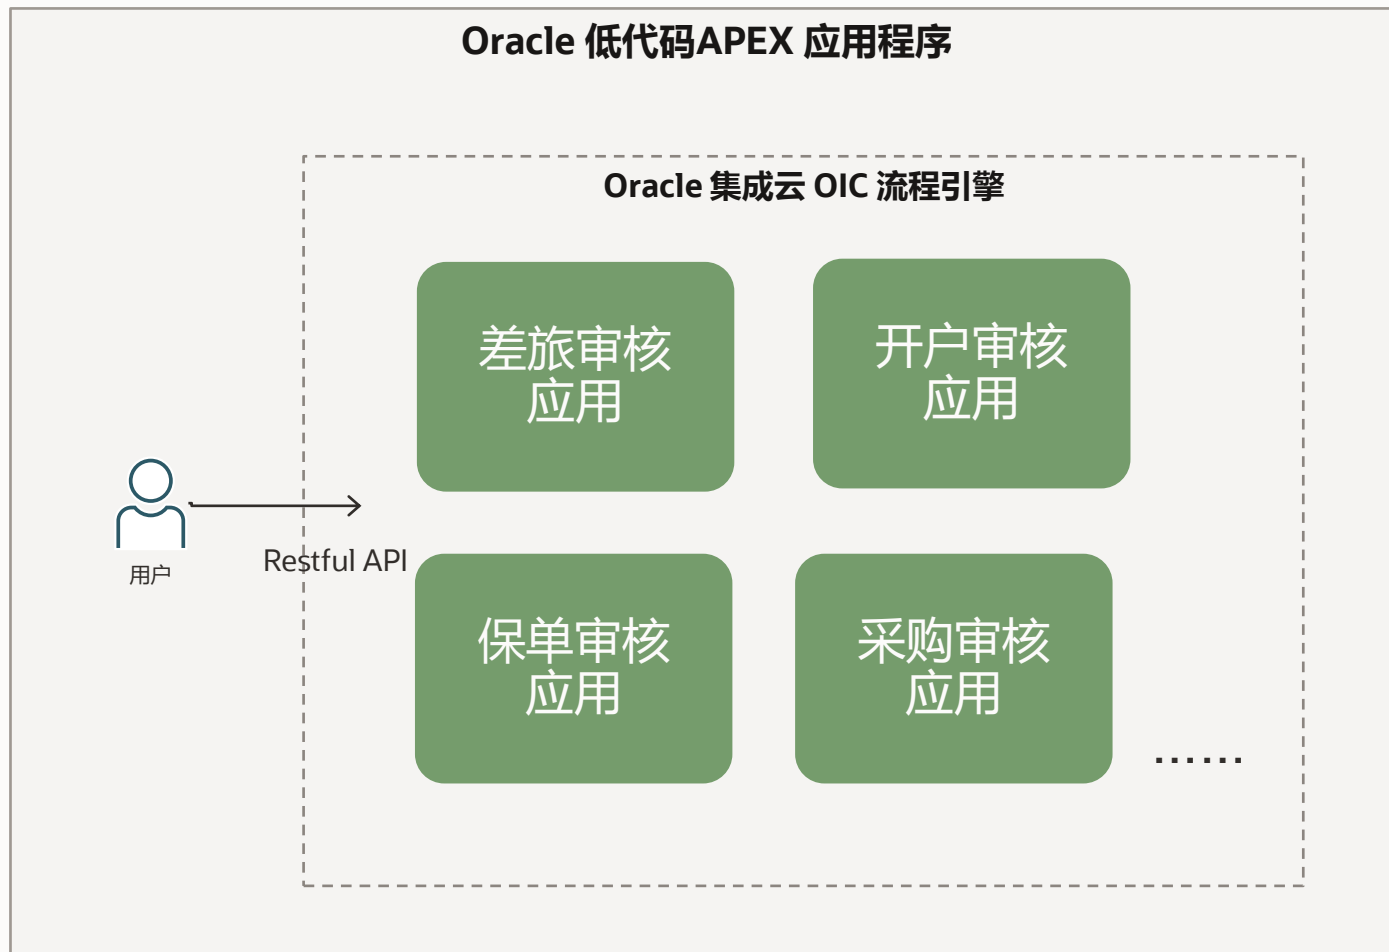 Oracle 低代码APEX 应用程序
Oracle 集成云 OIC 流程引擎
差旅审核
应用
开户审核
应用
用户
Restful API
保单审核
应用
采购审核
应用
......